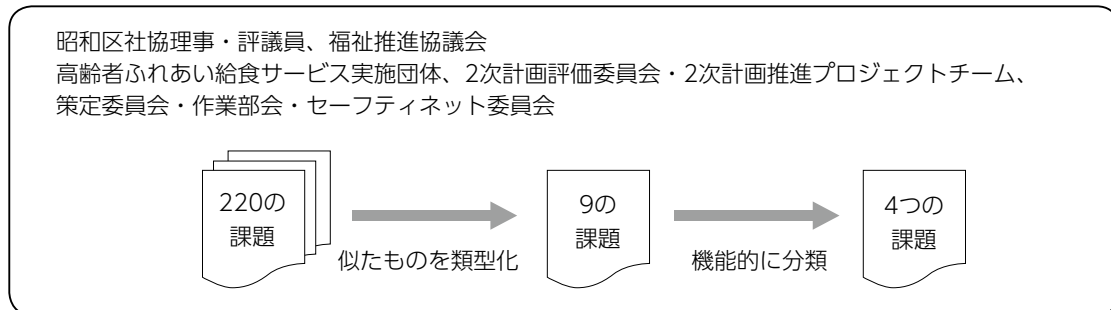 昭和区社協理事・評議員、福祉推進協議会
高齢者ふれあい給食サービス実施団体、2次計画評価委員会・2次計画推進プロジェクトチーム、
策定委員会・作業部会・セーフティネット委員会
220の
課題
似たものを類型化
9の
課題
機能的に分類
4つの
課題